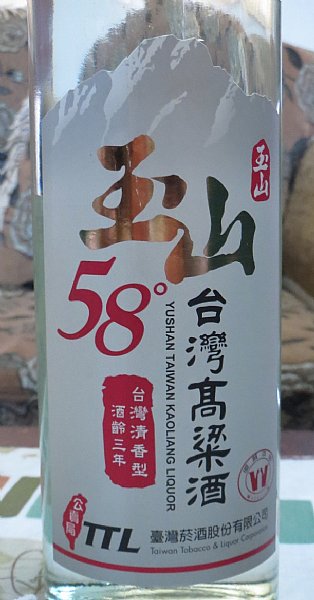 玉山
玉山
58°
台灣高粱酒
YUSHAN TAIWAN KAOLIANG LIQUOR
台灣清香型
酒齡三年
公賣局
TTL
臺灣菸酒股份有限公司
Taiwan Tobacco & Liquor Corporation
W